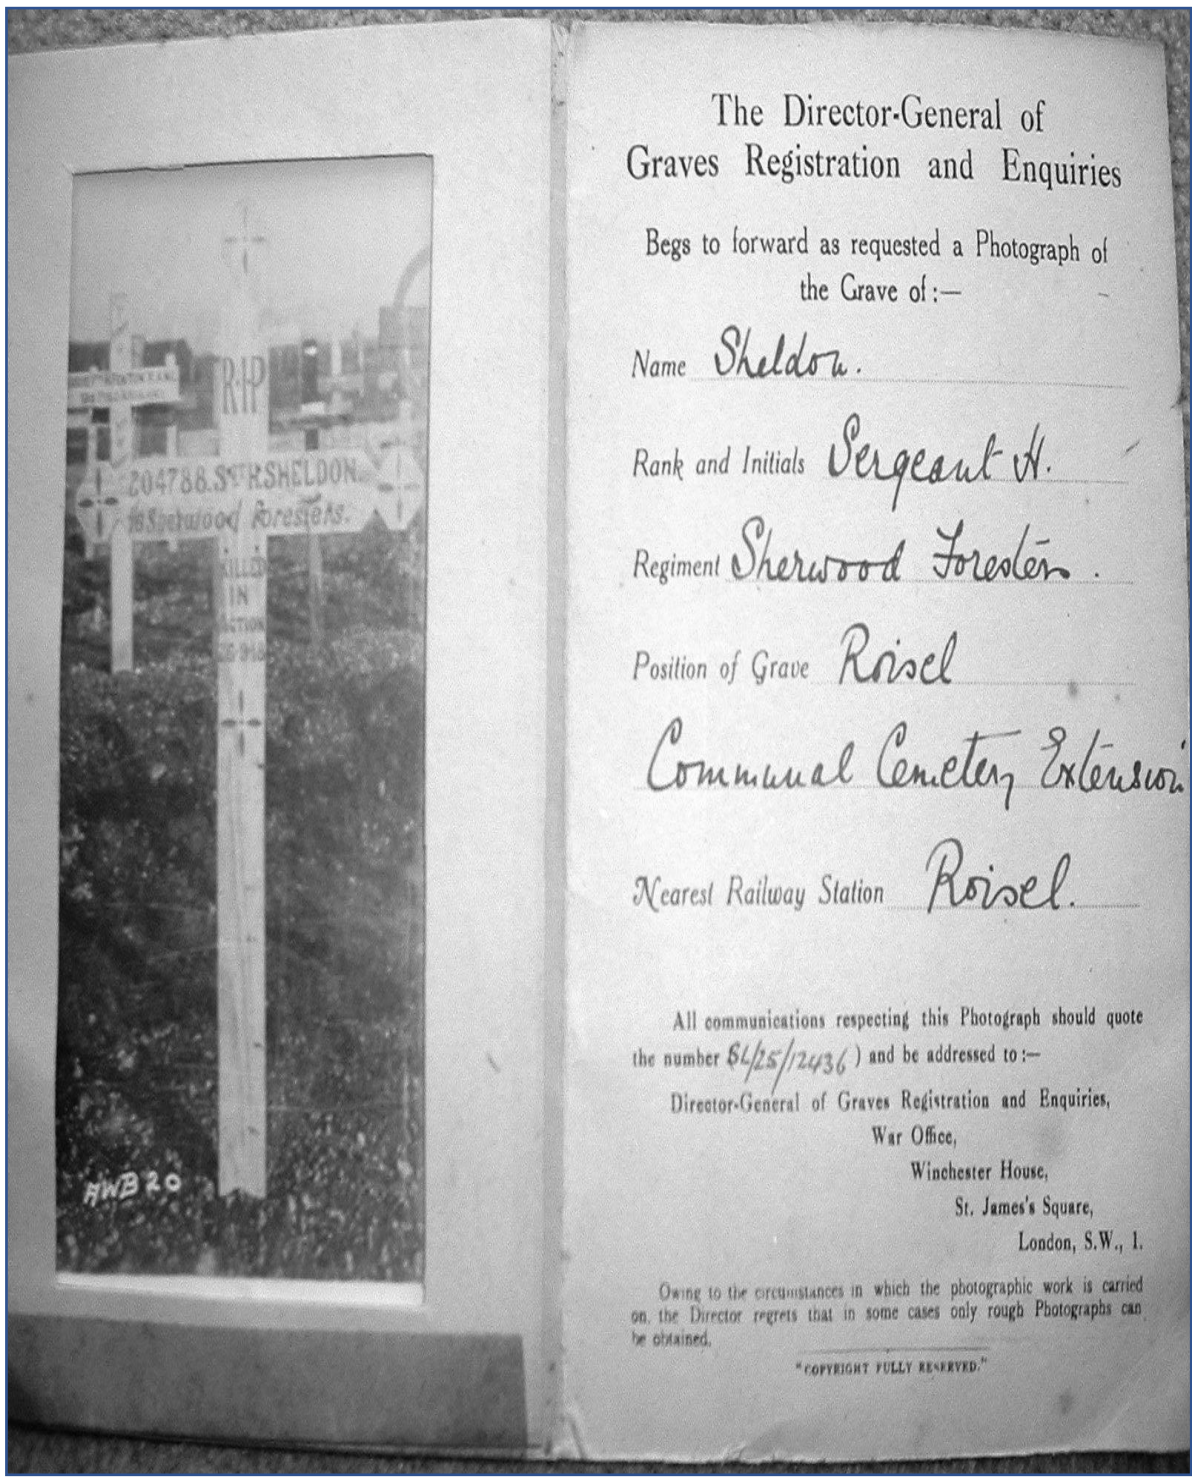 R.I.P
204788. SGT H. SHELDON.
Sherwood Foresters.
KILLED
IN
ACTION
AWB 20
The Director-General of
Graves Registration and Enquiries
Begs to forward as requested a Photograph of
the Grave of :—
Name Sheldon.
Rank and Initials Sergeant H.
Regiment Sherwood Foresters.
Position of Grave Roisel
Communal Cemetery Extension
Nearest Railway Station Roisel.
All communications respecting this Photograph should quote
the number SL/25/12436) and be addressed to :—
Director-General of Graves Registration and Enquiries,
War Office,
Winchester House,
St. James's Square,
London, S.W., 1.
Owing to the circumstances in which the photographic work is carried
on, the Director regrets that in some cases only rough Photographs can
be obtained.
"COPYRIGHT FULLY RESERVED."